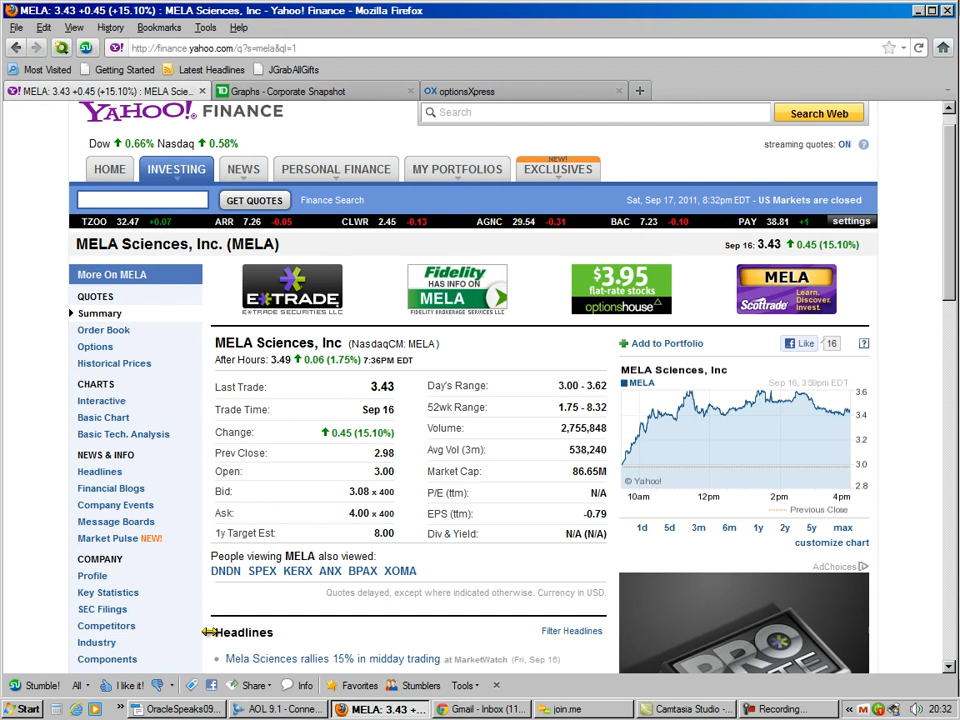 MELA: 3.43 +0.45 (+15.10%) : MELA Sciences, Inc - Yahoo! Finance - Mozilla Firefox
File Edit View History Bookmarks Tools Help
http://finance.yahoo.com/q?s=mela&ql=1
Most Visited Getting Started Latest Headlines JGrabAllGifts
MELA: 3.43 +0.45 (+15.10%) : MELA Scie... Graphs - Corporate Snapshot OX optionsXpress
YAHOO! FINANCE
Search
Search Web
Dow 0.66% Nasdaq 0.58%
streaming quotes: ON
HOME INVESTING NEWS PERSONAL FINANCE MY PORTFOLIOS NEW! EXCLUSIVES
GET QUOTES Finance Search Sat, Sep 17, 2011, 8:32pm EDT - US Markets are closed
TZOO 32.47 +0.07 ARR 7.26 -0.05 CLWR 2.45 -0.13 AGNC 29.54 -0.31 BAC 7.23 -0.10 PAY 38.81 +1 settings
MELA Sciences, Inc. (MELA)
Sep 16: 3.43 0.45 (15.10%)
More On MELA
QUOTES
Summary
Order Book
Options
Historical Prices
CHARTS
Interactive
Basic Chart
Basic Tech. Analysis
NEWS & INFO
Headlines
Financial Blogs
Company Events
Message Boards
Market Pulse NEW!
COMPANY
Profile
Key Statistics
SEC Filings
Competitors
Industry
Components
E*TRADE
E*TRADE SECURITIES LLC
Fidelity
HAS INFO ON
MELA
FIDELITY BROKERAGE SERVICES LLC
$3.95
flat-rate stocks
optionshouse
MELA
Scottrade
Learn.
Discover.
Invest.
MELA Sciences, Inc (NasdaqCM: MELA )
After Hours: 3.49 0.06 (1.75%) 7:36PM EDT
Last Trade: 3.43
Trade Time: Sep 16
Change: 0.45 (15.10%)
Prev Close: 2.98
Open: 3.00
Bid: 3.08 x 400
Ask: 4.00 x 400
1y Target Est: 8.00
Day's Range: 3.00 - 3.62
52wk Range: 1.75 - 8.32
Volume: 2,755,848
Avg Vol (3m): 538,240
Market Cap: 86.65M
P/E (ttm): N/A
EPS (ttm): -0.79
Div & Yield: N/A (N/A)
People viewing MELA also viewed:
DNDN SPEX KERX ANX BPAX XOMA
Quotes delayed, except where indicated otherwise. Currency in USD.
Headlines
Filter Headlines
Mela Sciences rallies 15% in midday trading at MarketWatch (Fri, Sep 16)
Add to Portfolio
Like 16 ?
MELA Sciences, Inc
MELA
Sep 16, 3:59pm EDT
3.6
3.4
3.2
3.0
2.8
© Yahoo!
10am 12pm 2pm 4pm
Previous Close
1d 5d 3m 6m 1y 2y 5y max
customize chart
AdChoices
PRO
Stumble! All I like it! Share Info Favorites Stumblers Tools
Start OracleSpeaks09... AOL 9.1 - Conne... MELA: 3.43 +... Gmail - Inbox (11... join.me Camtasia Studio -... Recording... 20:32